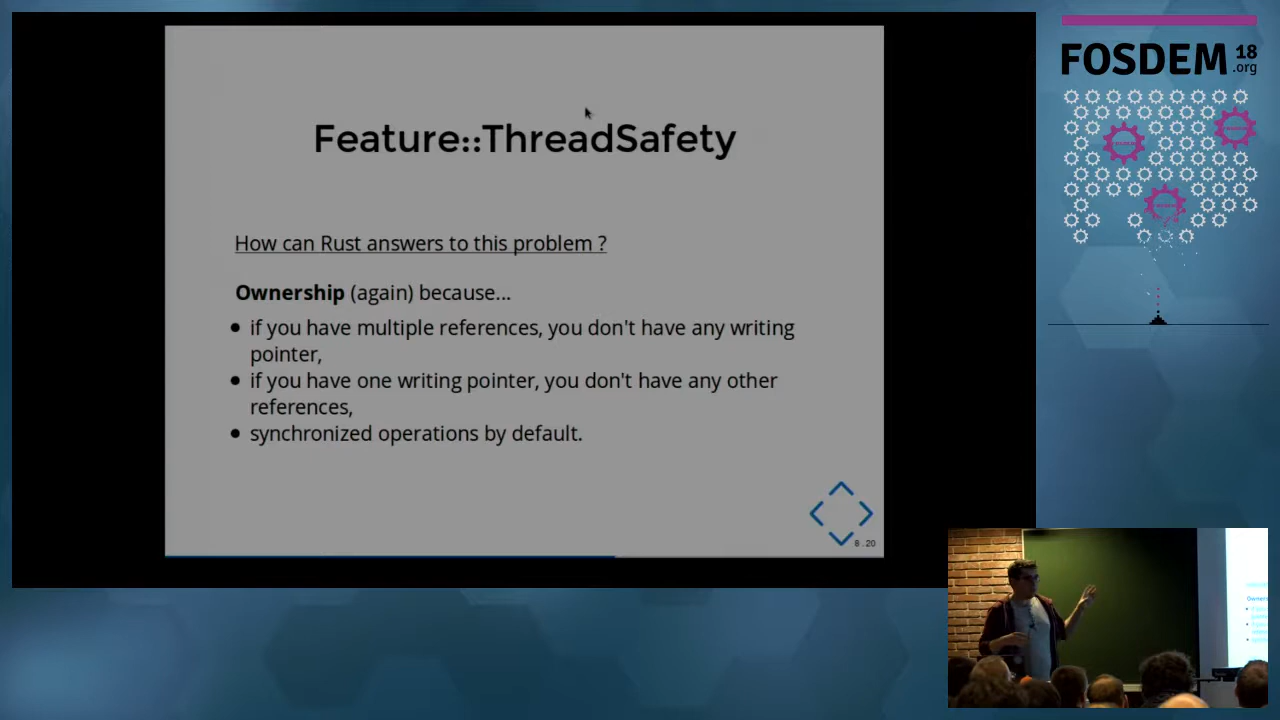 FOSDEM 18
.org
Feature::ThreadSafety
How can Rust answers to this problem ?
Ownership (again) because...
if you have multiple references, you don't have any writing
pointer,
if you have one writing pointer, you don't have any other
references,
synchronized operations by default.
8.20